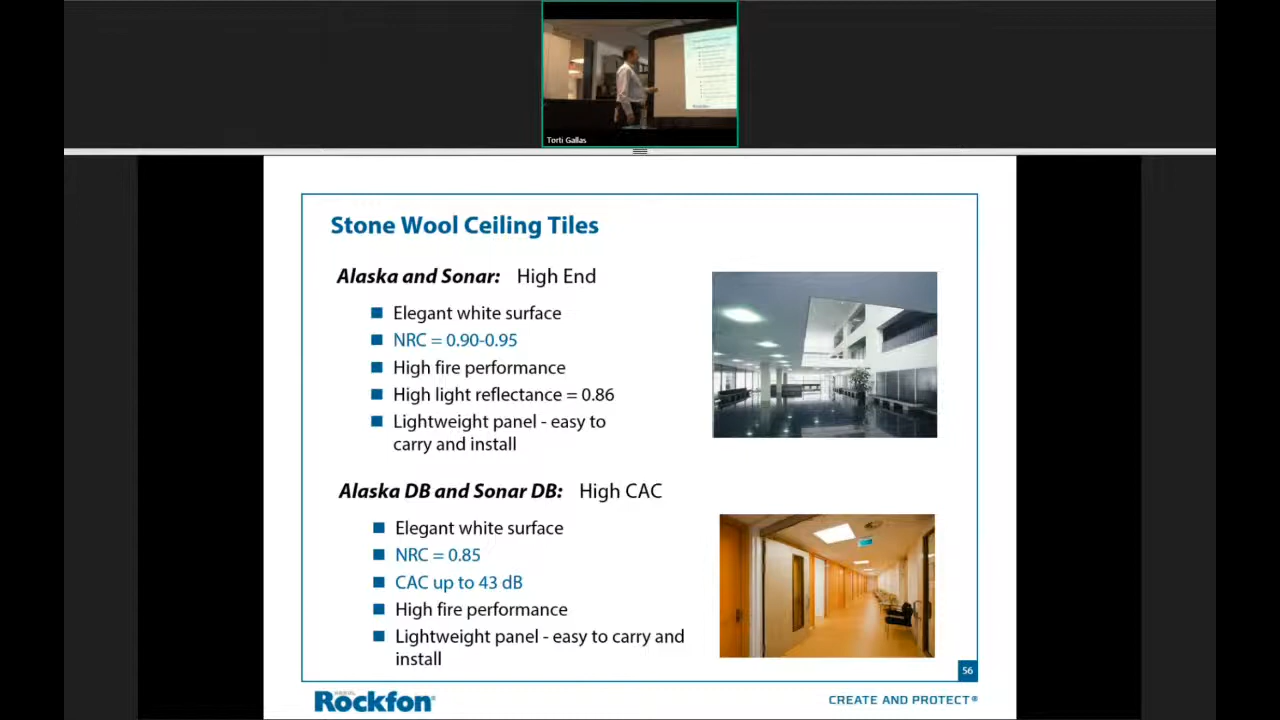 Torti Gallas
Stone Wool Ceiling Tiles
Alaska and Sonar: High End
Elegant white surface
NRC = 0.90-0.95
High fire performance
High light reflectance = 0.86
Lightweight panel - easy to
carry and install
Alaska DB and Sonar DB: High CAC
Elegant white surface
NRC = 0.85
CAC up to 43 dB
High fire performance
Lightweight panel - easy to carry and
install
56
Rockfon®
CREATE AND PROTECT®